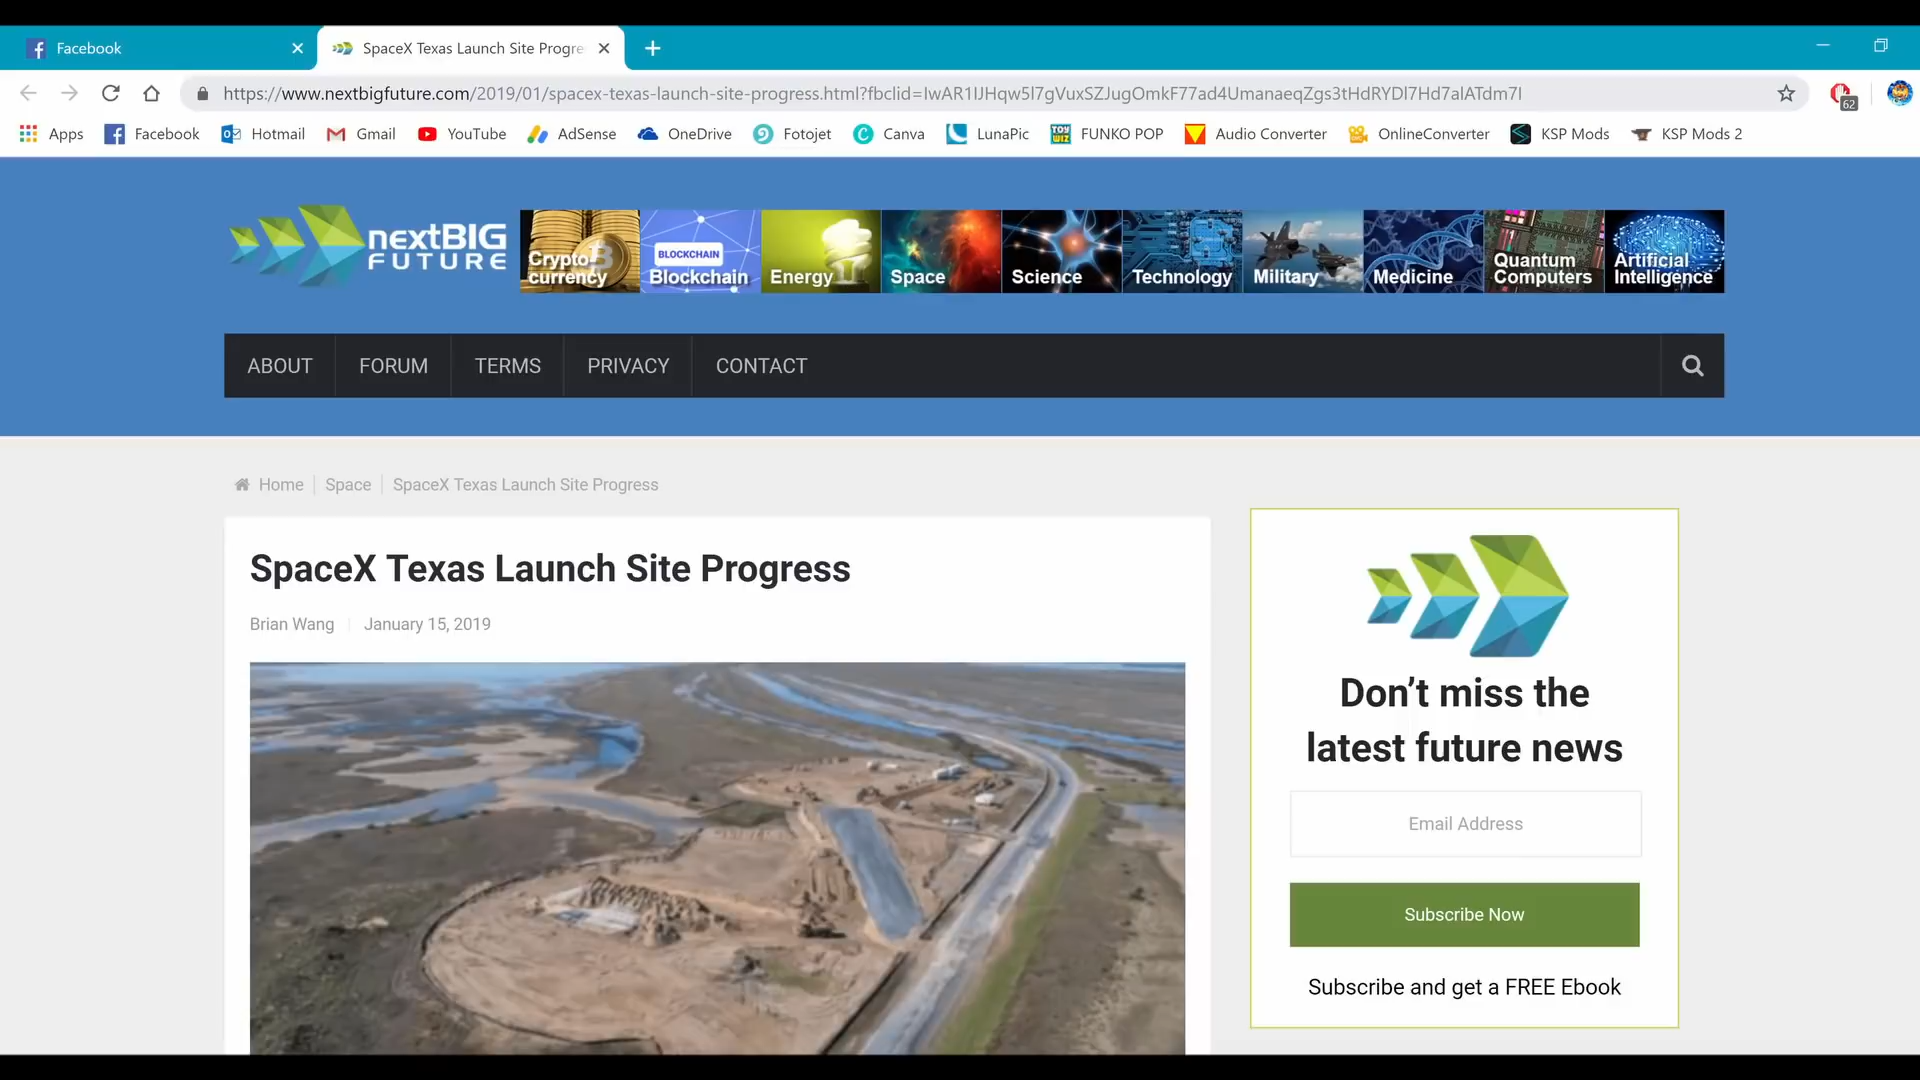 Facebook
SpaceX Texas Launch Site Progre
https://www.nextbigfuture.com/2019/01/spacex-texas-launch-site-progress.html?fbclid=
62
Apps
Facebook
Hotmail
Gmail
YouTube
AdSense
OneDrive
Fotojet
Canva
LunaPic
FUNKO POP
Audio Converter
OnlineConverter
KSP Mods
KSP Mods 2
nextBIG
FUTURE
Crypto-
currency
BLOCKCHAIN
Blockchain
Energy
Space
Science
Technology
Military
Medicine
Quantum
Computers
Artificial
Intelligence
ABOUT
FORUM
TERMS
PRIVACY
CONTACT
Home
Space
SpaceX Texas Launch Site Progress
SpaceX Texas Launch Site Progress
Brian Wang
January 15, 2019
Don’t miss the
latest future news
Email Address
Subscribe Now
Subscribe and get a FREE Ebook